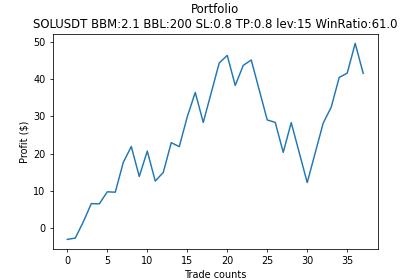 Portfolio
SOLUSDT BBM:2.1 BBL:200 SL:0.8 TP:0.8 lev:15 WinRatio:61.0
Profit ($)
50
40
30
20
10
0
0 5 10 15 20 25 30 35
Trade counts